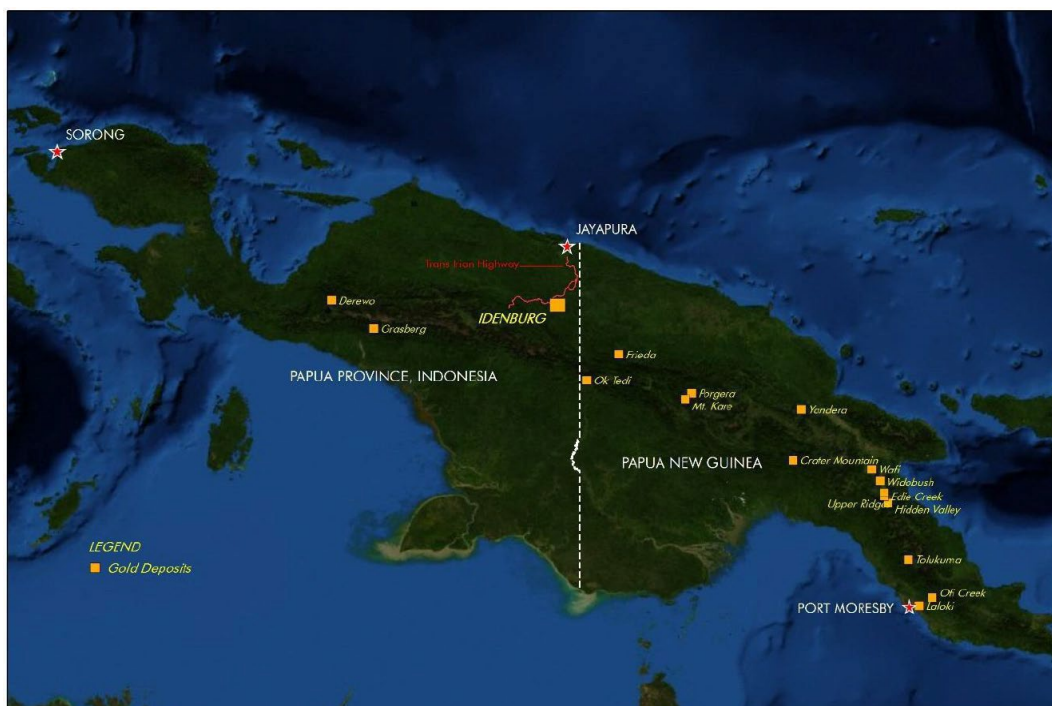 SORONG
JAYAPURA
Trans Irian Highway
Derewo
IDENBURG
Grasberg
Frieda
PAPUA PROVINCE, INDONESIA
Ok Tedi
Porgera
Mt. Kare
Yandera
Crater Mountain
PAPUA NEW GUINEA
Wafi
Widebush
Edie Creek
Upper Ridge
Hidden Valley
LEGEND
Gold Deposits
Tolukuma
Ofi Creek
PORT MORESBY
Laloki